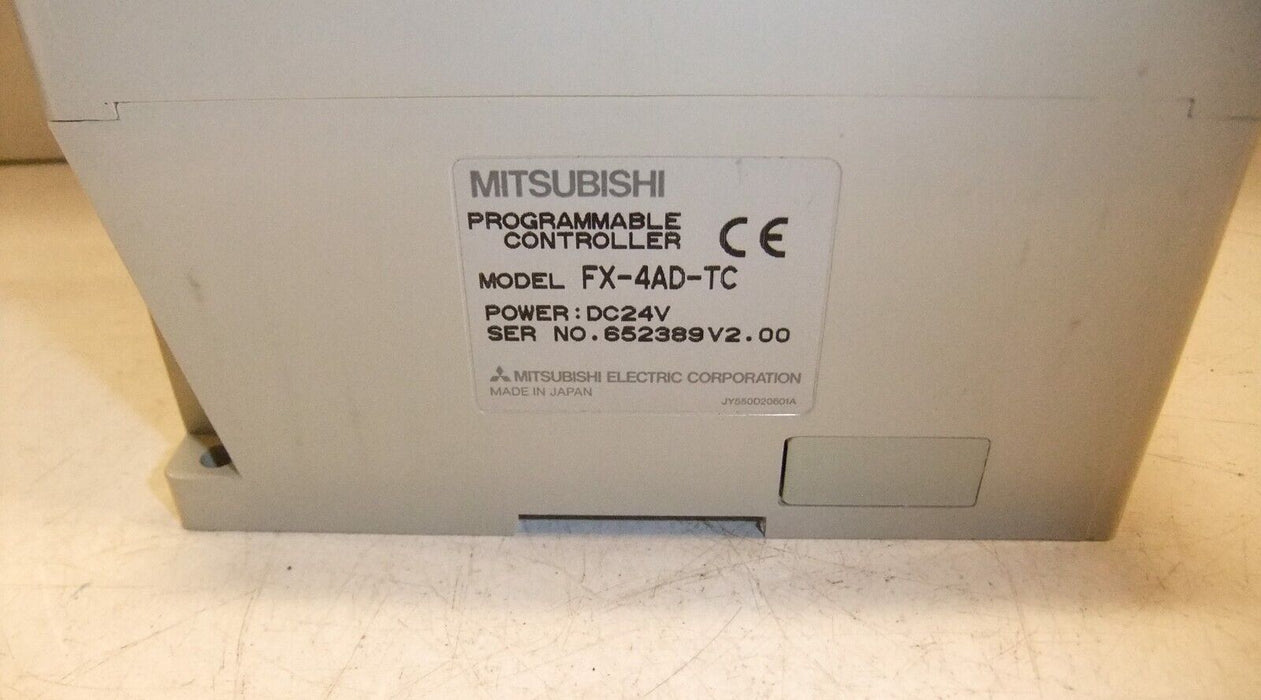 MITSUBISHI
PROGRAMMABLE
CONTROLLER CE
MODEL FX-4AD-TC
POWER:DC24V
SER NO.652389V2.00
MITSUBISHI ELECTRIC CORPORATION
MADE IN JAPAN
JY550D20601A